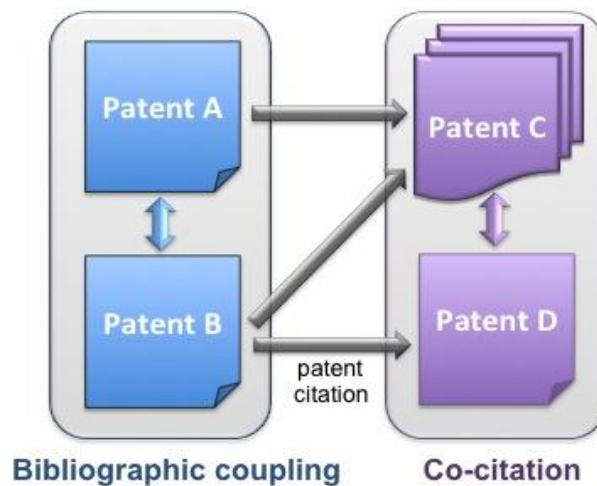 Patent A
Patent C
Patent B
Patent D
patent
citation
Bibliographic coupling
Co-citation